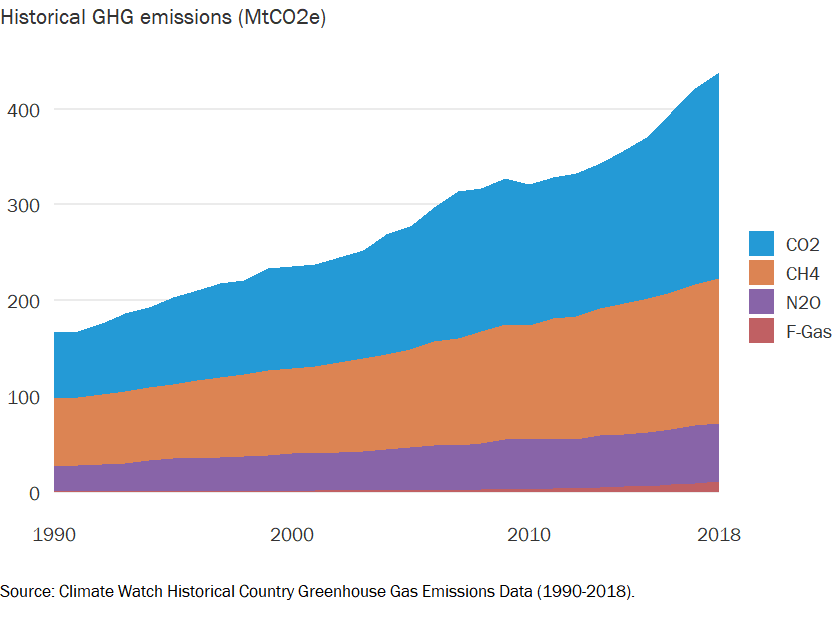 Historical GHG emissions (MtCO2e)
400
300
200
100
0
1990 2000 2010 2018
CO2
CH4
N2O
F-Gas
Source: Climate Watch Historical Country Greenhouse Gas Emissions Data (1990-2018).